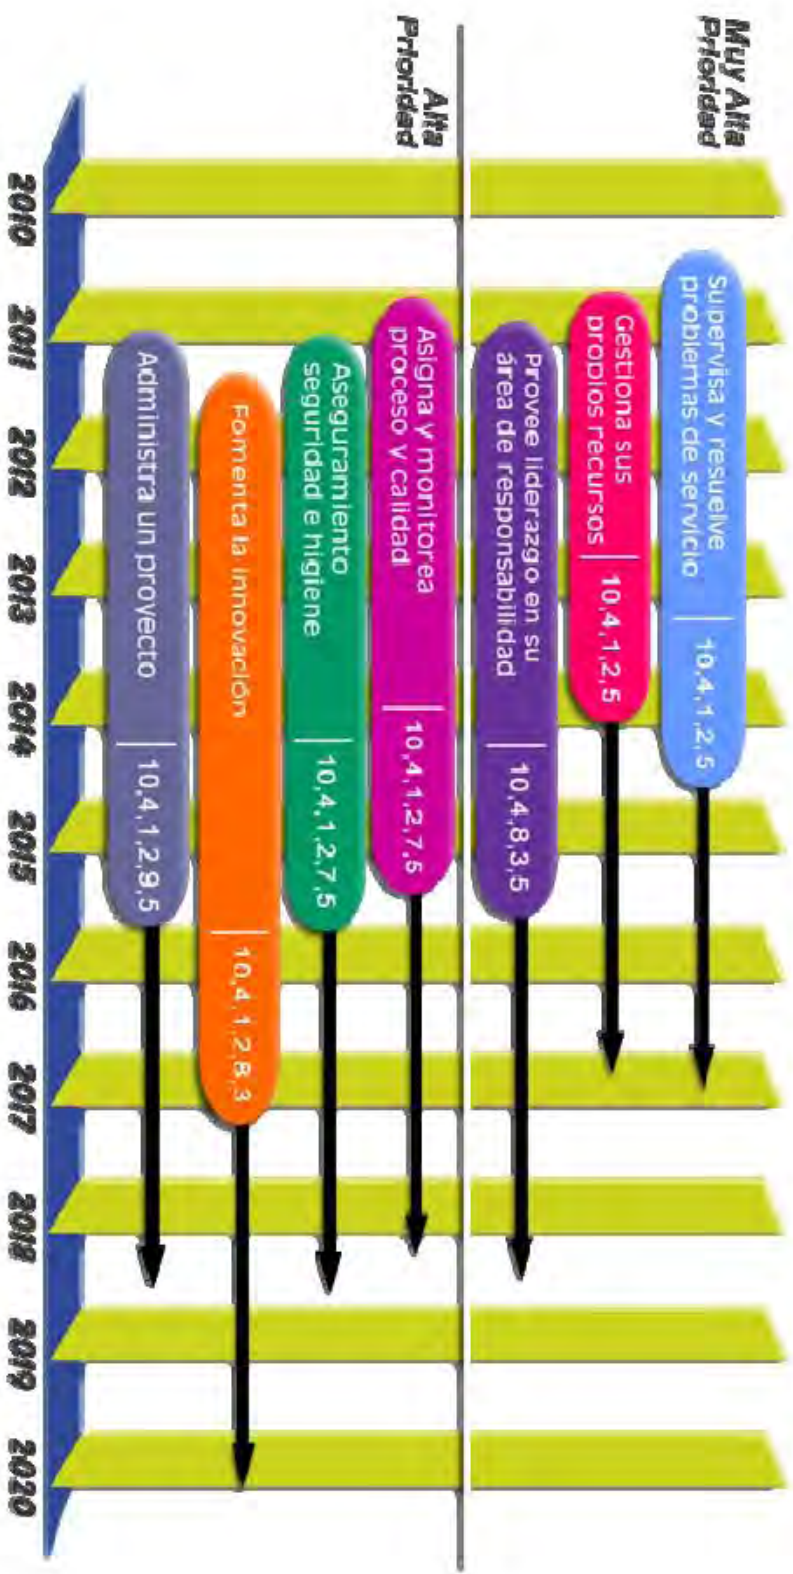 Muy Alta
Prioridad
Supervisa y resuelve
problemas de servicio
10,4,1,2,5
Gestiona sus
propios recursos
10,4,1,2,5
Provee liderazgo en su
área de responsabilidad
10,4,8,3,5
Alta
Prioridad
Asigna y monitorea
proceso y calidad
10,4,1,2,7,5
Aseguramiento
seguridad e higiene
10,4,1,2,7,5
Fomenta la innovación
10,4,1,2,8,3
Administra un proyecto
10,4,1,2,9,5
2010 2011 2012 2013 2014 2015 2016 2017 2018 2019 2020